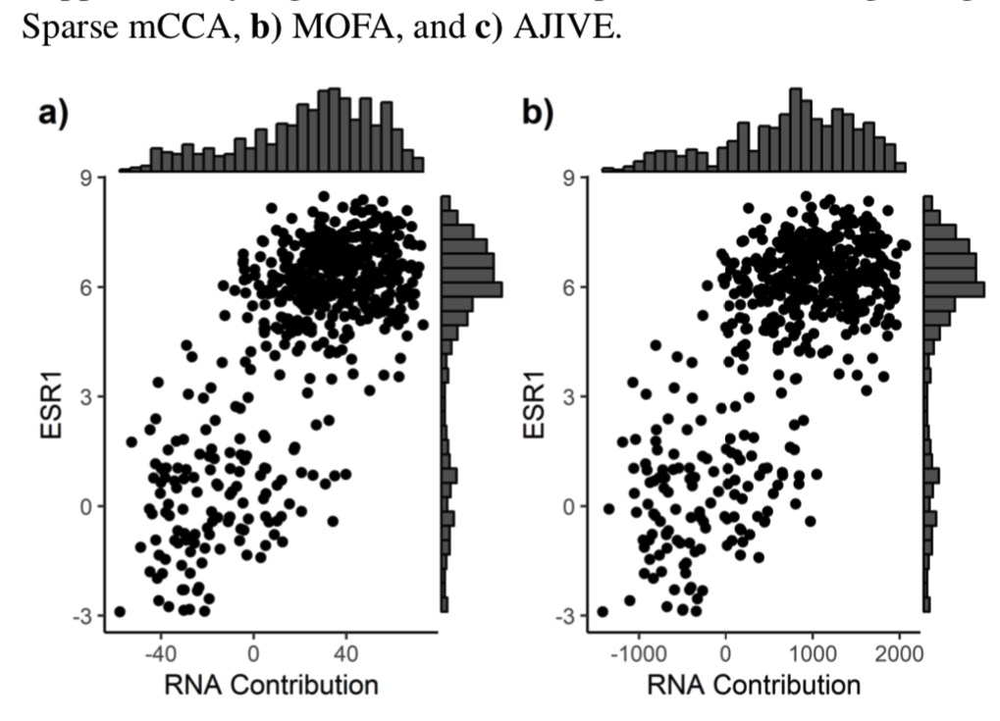 Sparse mCCA, b) MOFA, and c) AJIVE.
a)
9
6
3
0
-3
ESR1
-40 0 40
RNA Contribution
b)
9
6
3
0
-3
ESR1
-1000 0 1000 2000
RNA Contribution